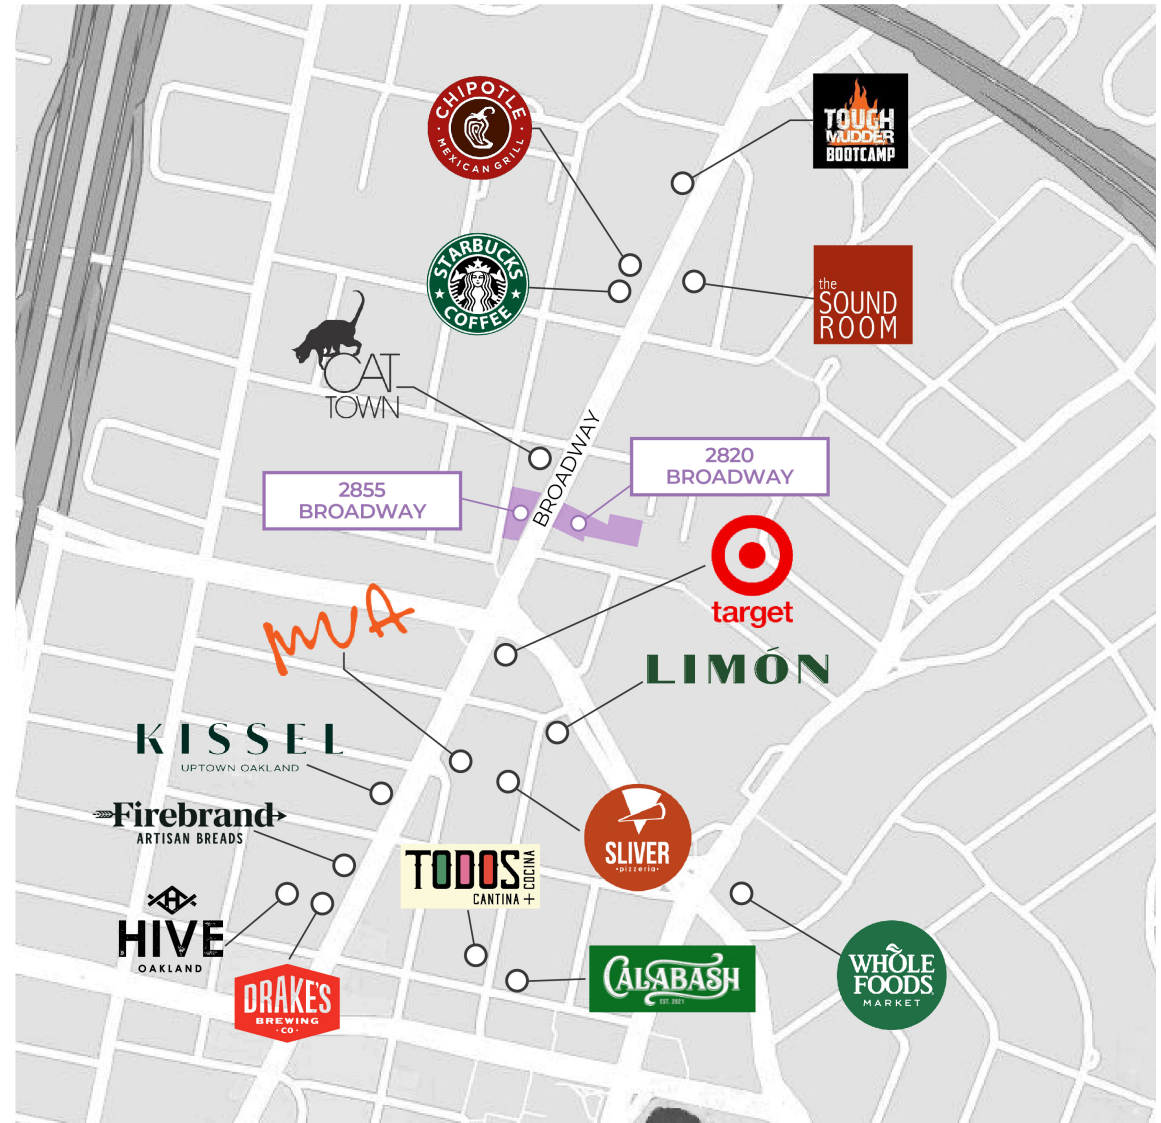 CHIPOTLE
MEXICAN GRILL
TOUGH
MUDDER
BOOTCAMP
STARBUCKS
COFFEE
the
SOUND
ROOM
CAT
TOWN
BROADWAY
2820
BROADWAY
2855
BROADWAY
target
MUA
LIMÓN
KISSEL
UPTOWN OAKLAND
Firebrand
ARTISAN BREADS
SLIVER
·pizzeria·
TODOS
CANTINA + COCINA
HIVE
OAKLAND
DRAKE'S
BREWING
·CO·
CALABASH
EST. 2021
WHOLE
FOODS
MARKET